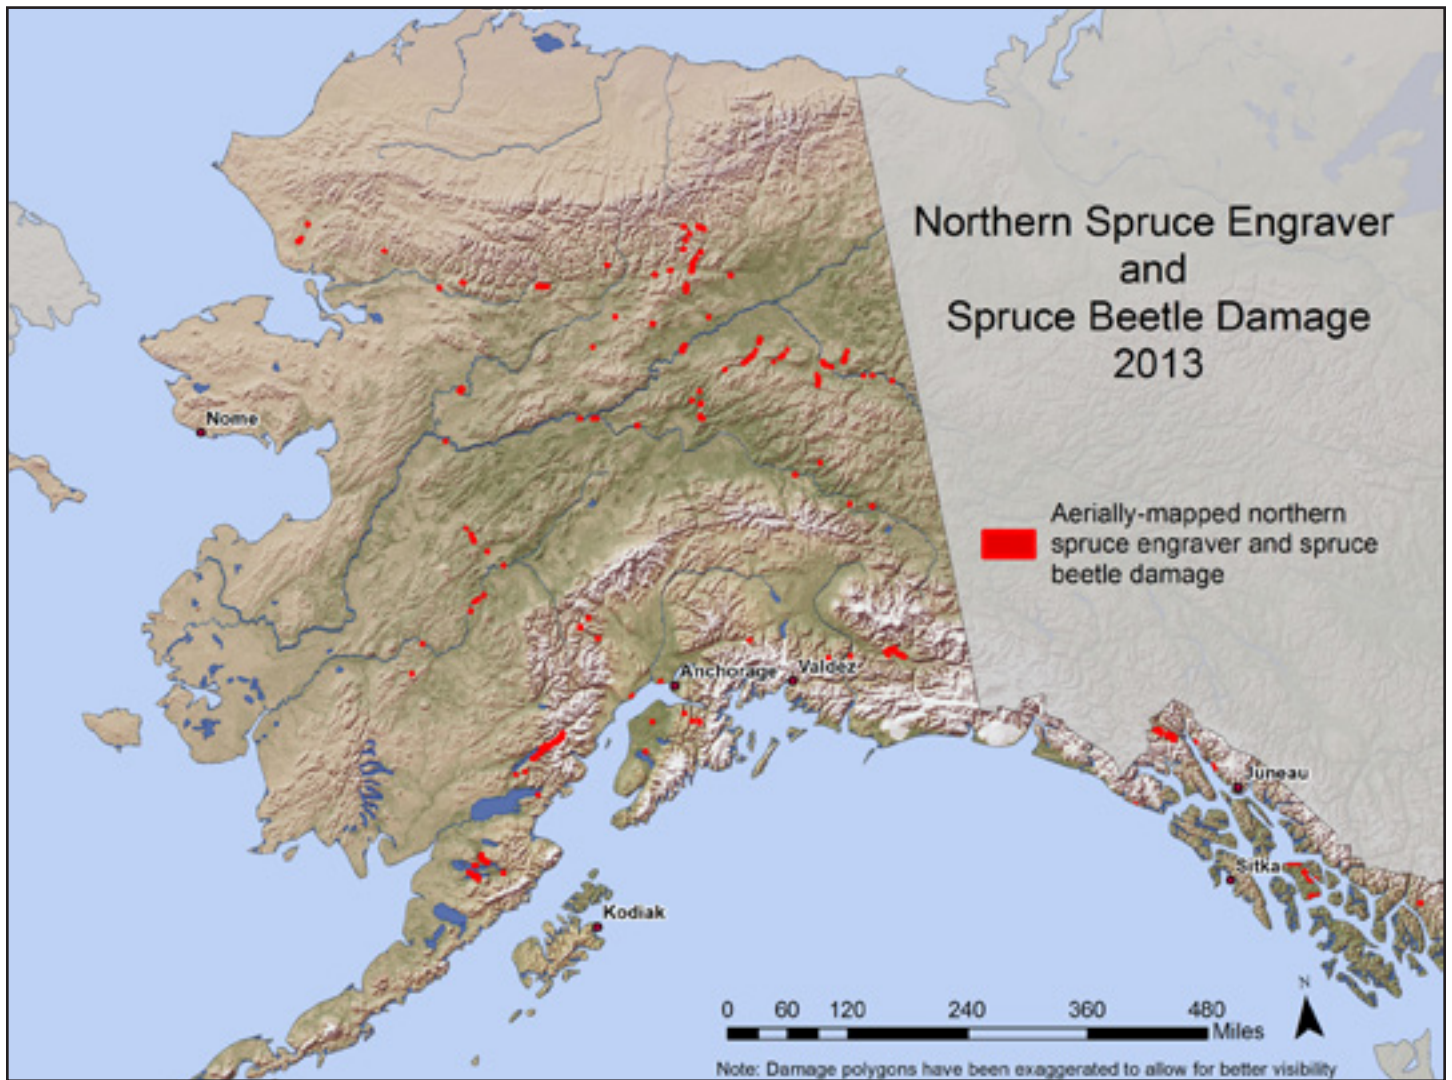 Northern Spruce Engraver
and
Spruce Beetle Damage
2013
Nome
Aerially-mapped northern
spruce engraver and spruce
beetle damage
Anchorage
Valdez
Juneau
Sitka
Kodiak
N
0 60 120 240 360 480
Miles
Note: Damage polygons have been exaggerated to allow for better visibility